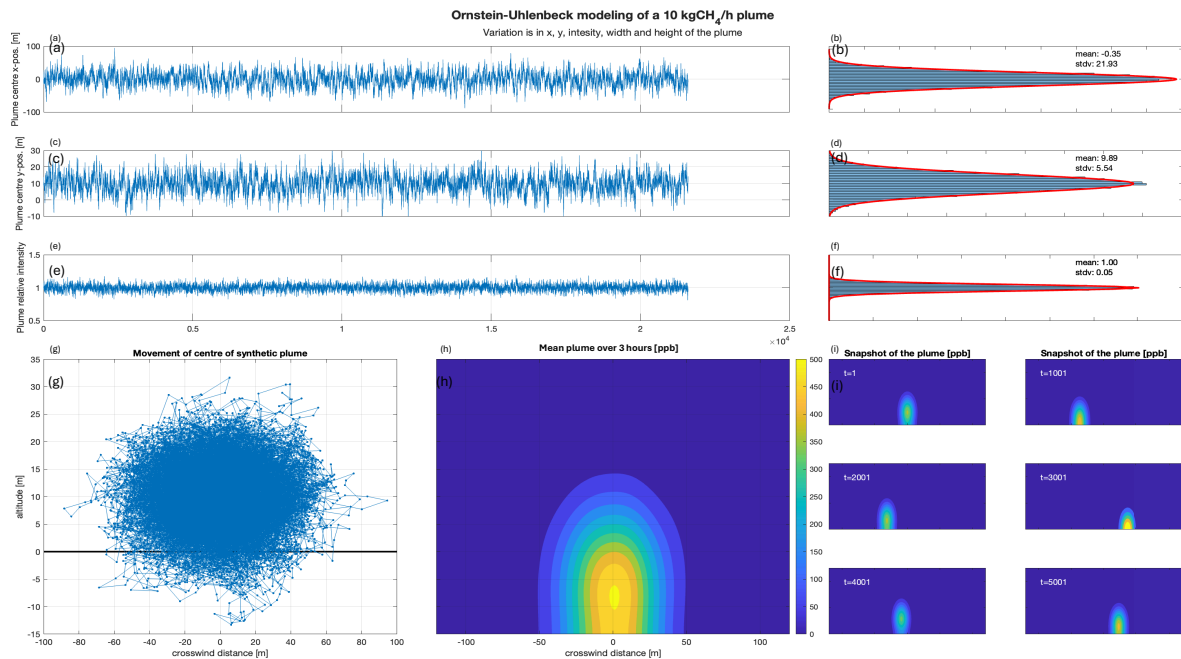 Ornstein-Uhlenbeck modeling of a 10 kgCH4/h plume
Variation is in x, y, intesity, width and height of the plume
(a)
(a)
Plume centre x-pos. [m]
100
0
-100
(b)
(b)
mean: -0.35
stdv: 21.93
(c)
(c)
Plume centre y-pos. [m]
30
20
10
0
-10
(d)
(d)
mean: 9.89
stdv: 5.54
(e)
(e)
Plume relative intensity
1.5
1
0.5
0
0.5
1
1.5
2
2.5
× 10^4
(f)
(f)
mean: 1.00
stdv: 0.05
(g)
(g)
Movement of centre of synthetic plume
altitude [m]
35
30
25
20
15
10
5
0
-5
-10
-15
-100
-80
-60
-40
-20
0
20
40
60
80
100
crosswind distance [m]
(h)
(h)
Mean plume over 3 hours [ppb]
-100
-50
0
50
100
crosswind distance [m]
500
450
400
350
300
250
200
150
100
50
0
(i)
(i)
Snapshot of the plume [ppb]
Snapshot of the plume [ppb]
t=1
t=1001
t=2001
t=3001
t=4001
t=5001